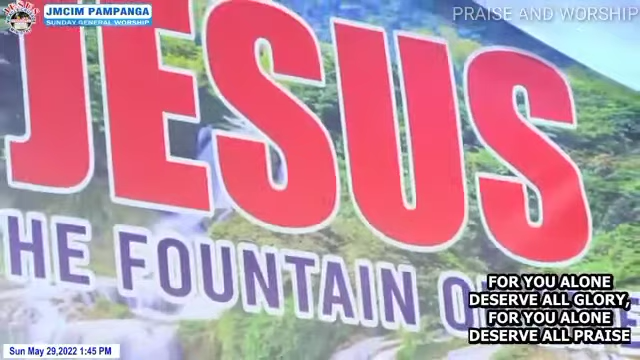 JMCIM PAMPANGA
SUNDAY GENERAL WORSHIP
PRAISE AND WORSHIP
JESUS
HE FOUNTAIN O
FOR YOU ALONE
DESERVE ALL GLORY,
FOR YOU ALONE
DESERVE ALL PRAISE
Sun May 29,2022 1:45 PM